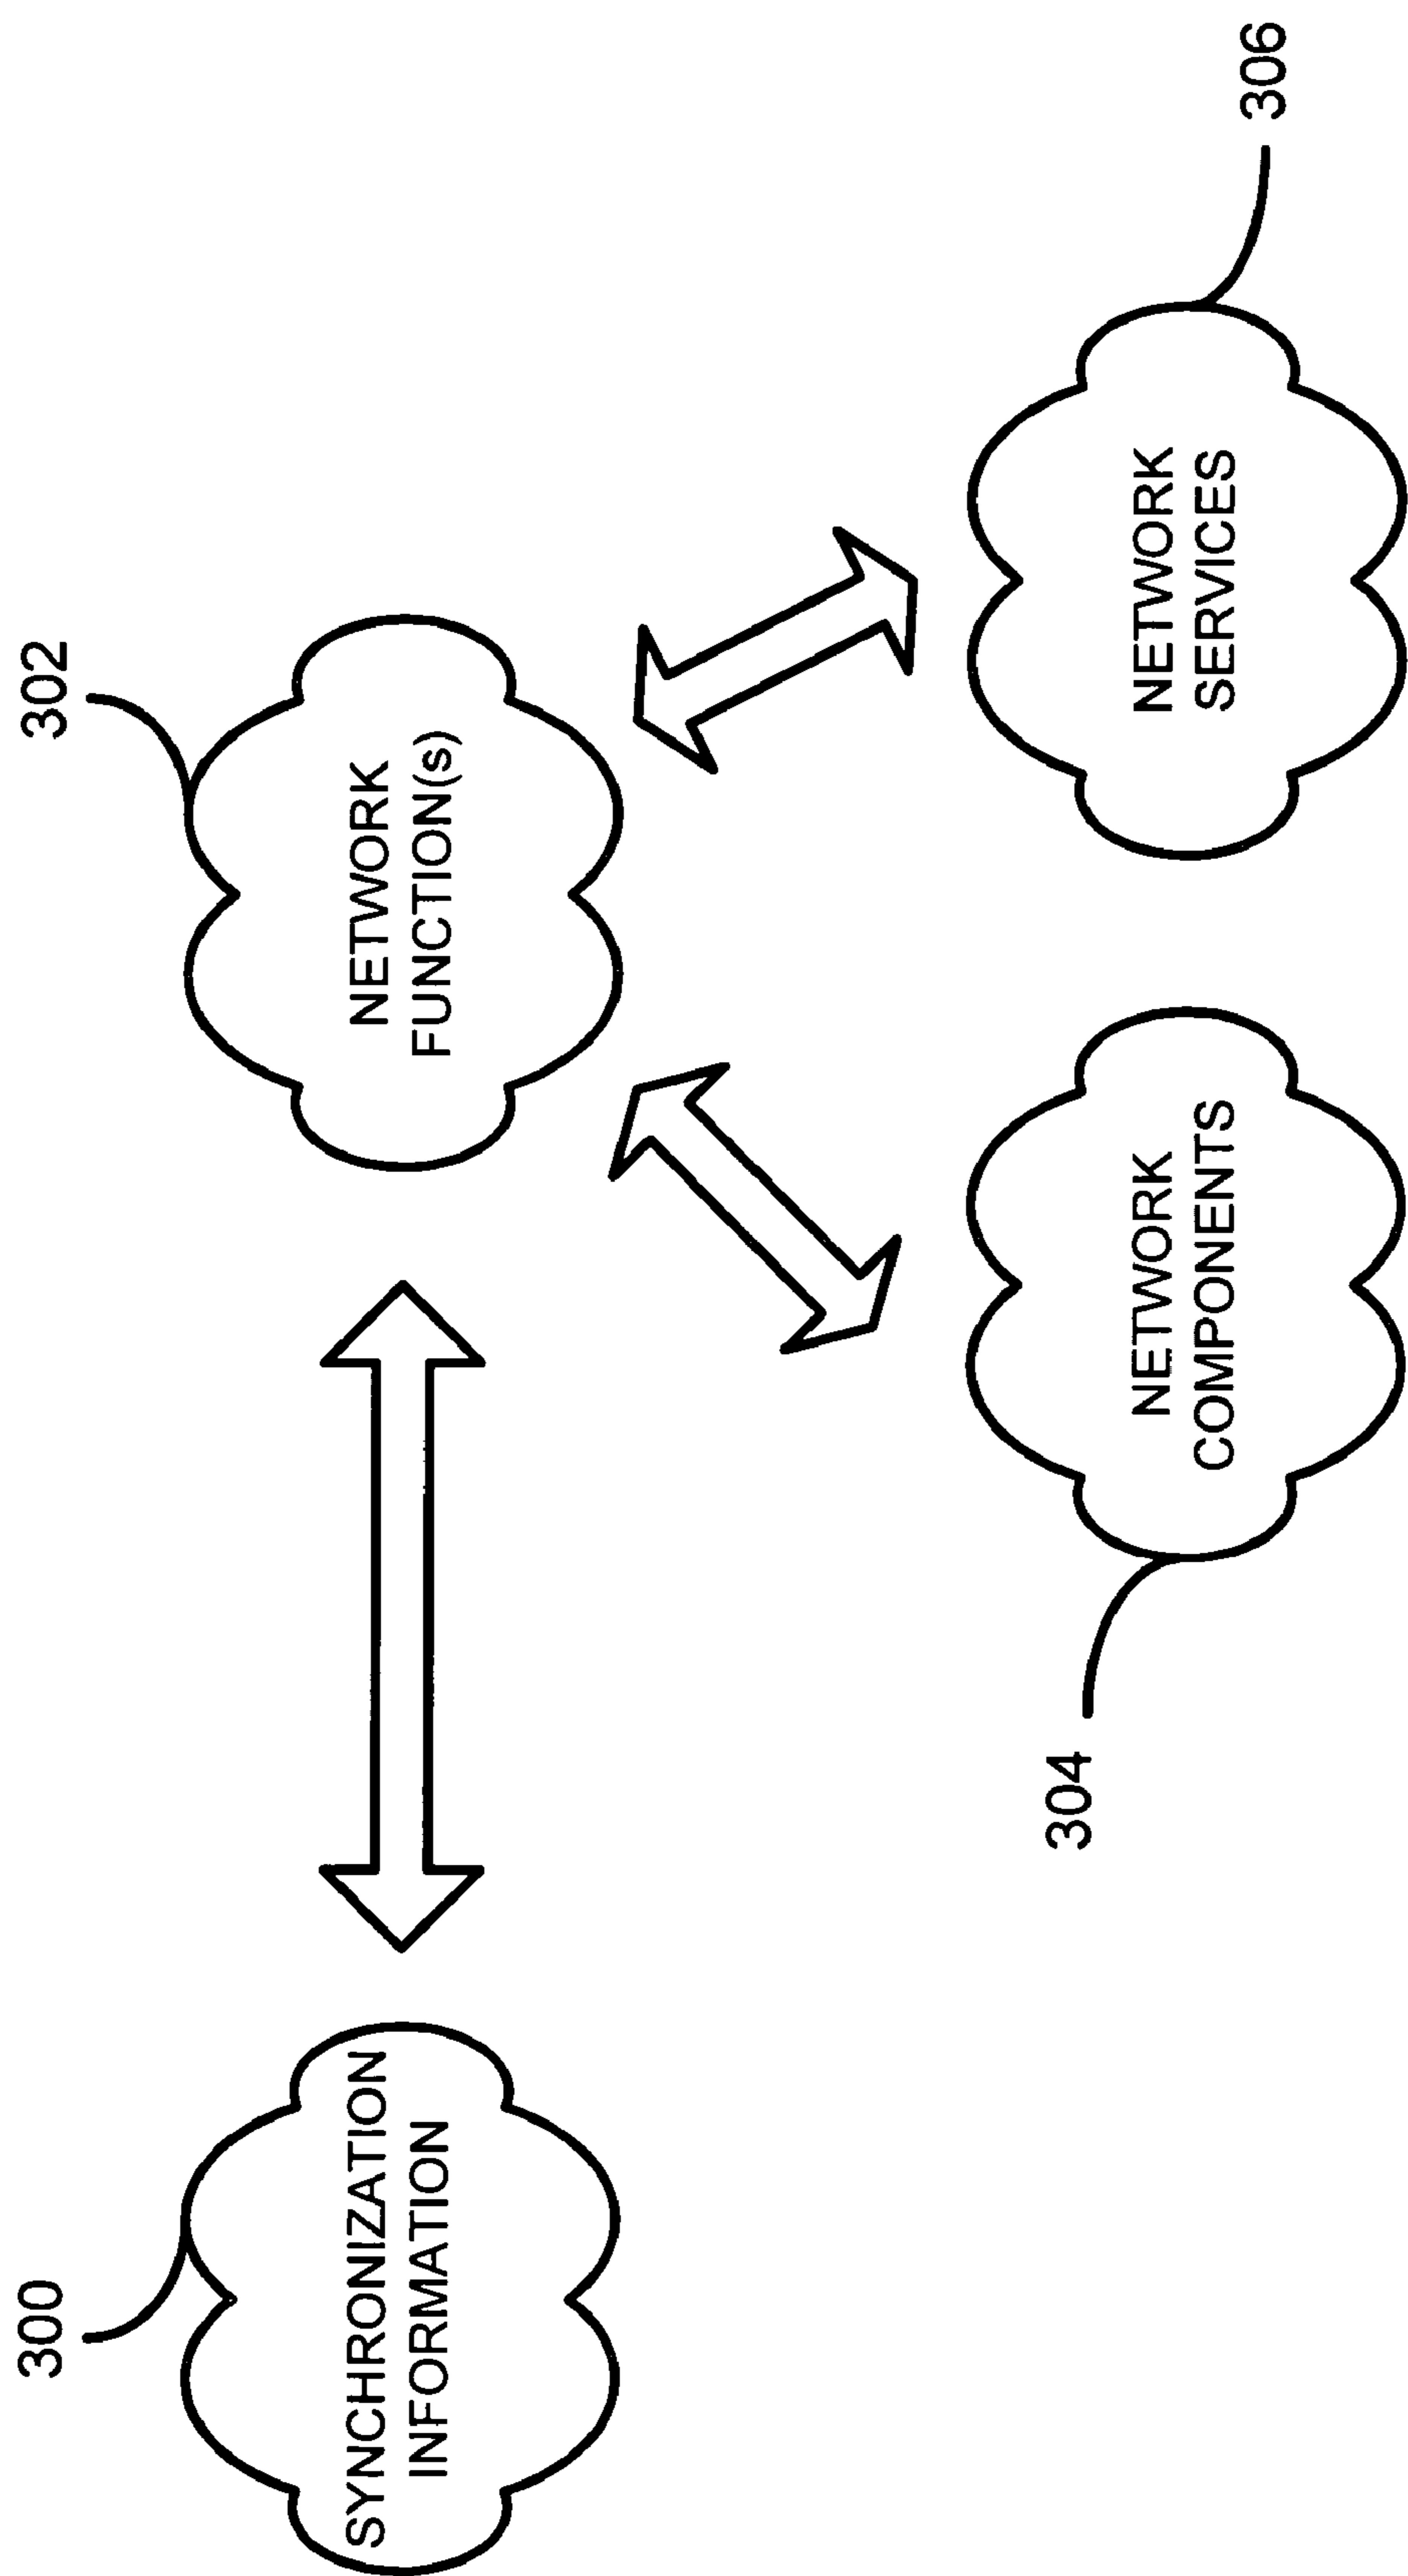 300
SYNCHRONIZATION
INFORMATION
302
NETWORK
FUNCTION(s)
304
NETWORK
COMPONENTS
306
NETWORK
SERVICES